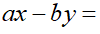 ax − by =